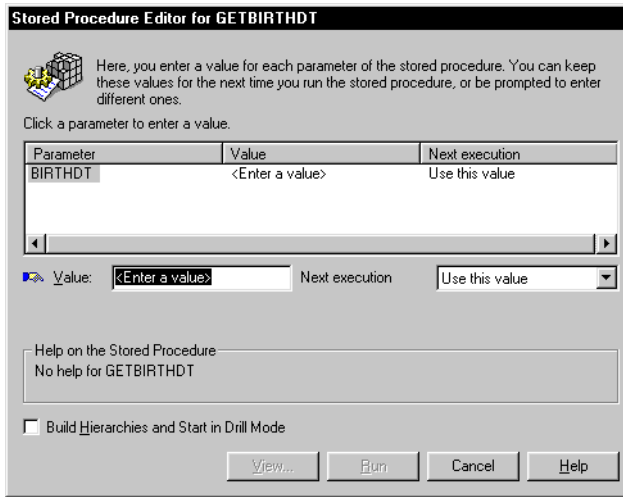 Stored Procedure Editor for GETBIRTHDT
Here, you enter a value for each parameter of the stored procedure. You can keep
these values for the next time you run the stored procedure, or be prompted to enter
different ones.
Click a parameter to enter a value.
Parameter Value Next execution
BIRTHDT <Enter a value> Use this value
Value: <Enter a value> Next execution Use this value
Help on the Stored Procedure
No help for GETBIRTHDT
Build Hierarchies and Start in Drill Mode
View... Run Cancel Help